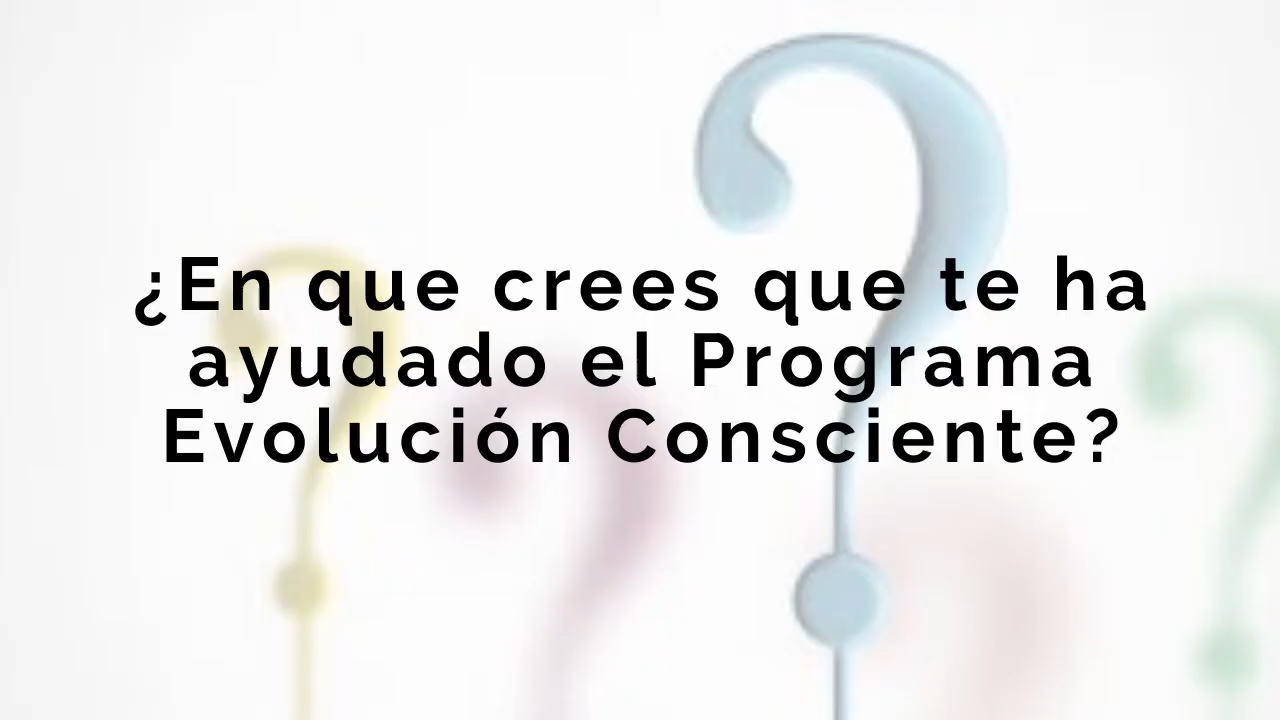 ¿En que crees que te ha
ayudado el Programa
Evolución Consciente?